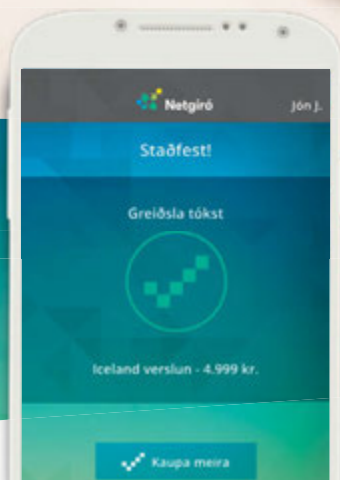 Netgíró
Jón J.
Staðfest!
Greiðsla tókst
Iceland verslun - 4.999 kr.
Kaupa meira